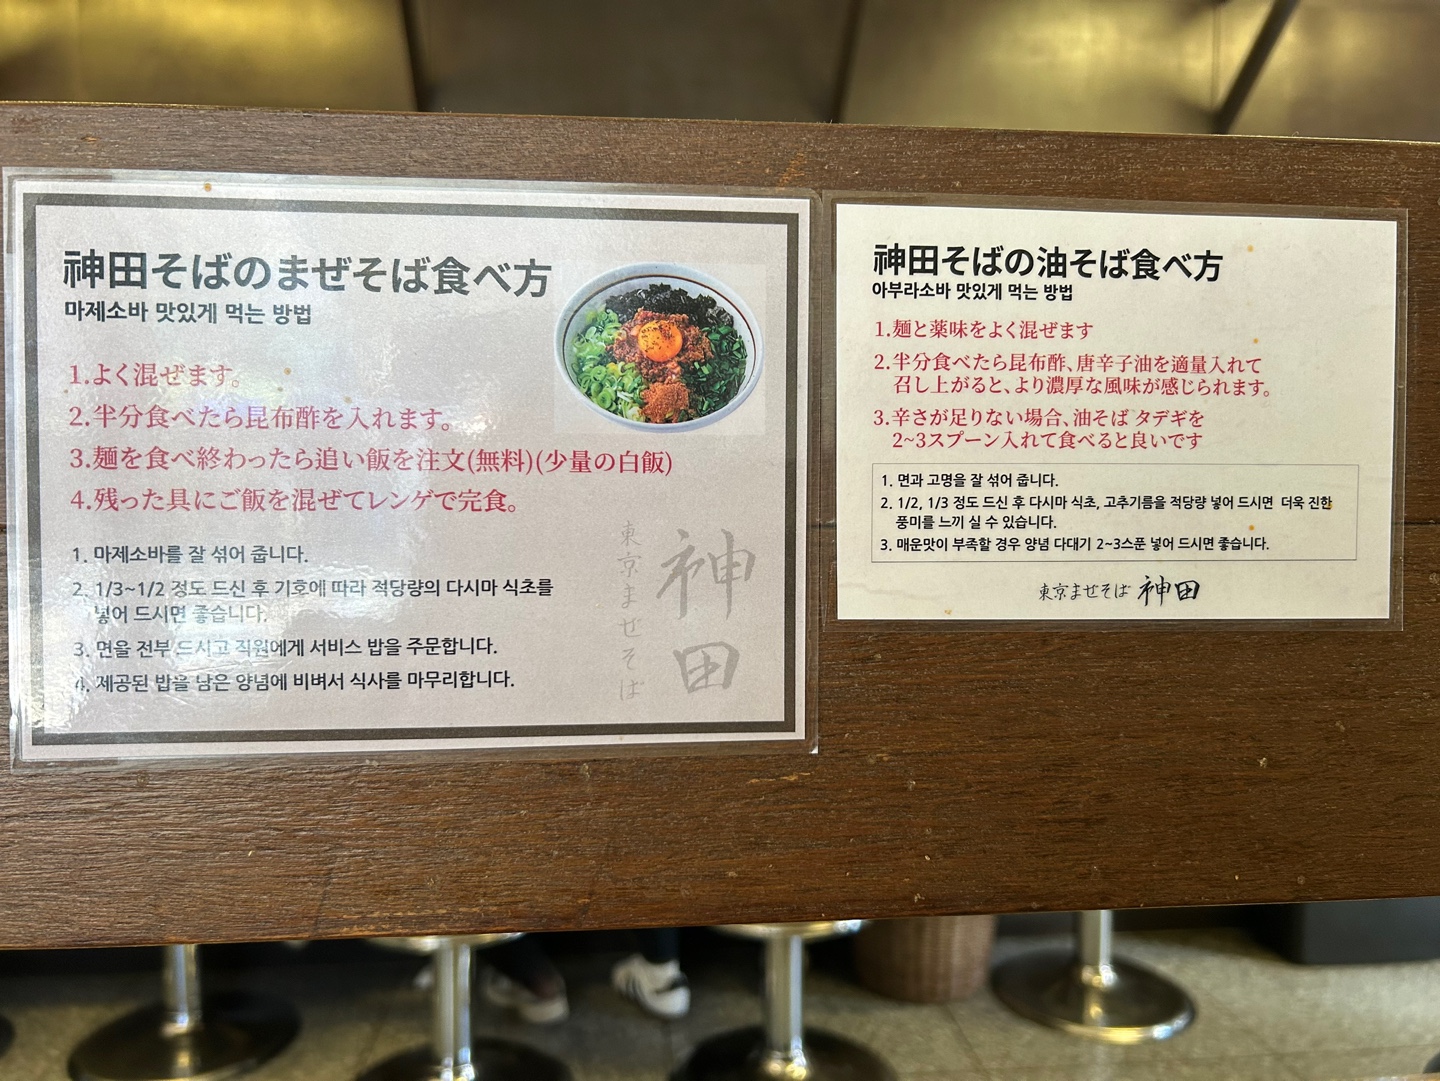 神田そばのまぜそば食べ方
마제소바 맛있게 먹는 방법
1.よく混ぜます。
2.半分食べたら昆布酢を入れます。
3.麺を食べ終わったら追い飯を注文(無料)(少量の白飯)
4.残った具にご飯を混ぜてレンゲで完食。
1. 마제소바를 잘 섞어 줍니다.
2. 1/3~1/2 정도 드신 후 기호에 따라 적당량의 다시마 식초를
넣어 드시면 좋습니다.
3. 면을 전부 드시고 직원에게 서비스 밥을 주문합니다.
4. 제공된 밥을 남은 양념에 비벼서 식사를 마무리합니다.
東京まぜそば
神田
神田そばの油そば食べ方
아부라소바 맛있게 먹는 방법
1.麺と薬味をよく混ぜます
2.半分食べたら昆布酢、唐辛子油を適量入れて
召し上がると、より濃厚な風味が感じられます。
3.辛さが足りない場合、油そば タデギを
2~3スプーン入れて食べると良いです
1. 면과 고명을 잘 섞어 줍니다.
2. 1/2, 1/3 정도 드신 후 다시마 식초, 고추기름을 적당량 넣어 드시면 더욱 진한
풍미를 느끼 실 수 있습니다.
3. 매운맛이 부족할 경우 양념 다대기 2~3스푼 넣어 드시면 좋습니다.
東京まぜそば 神田